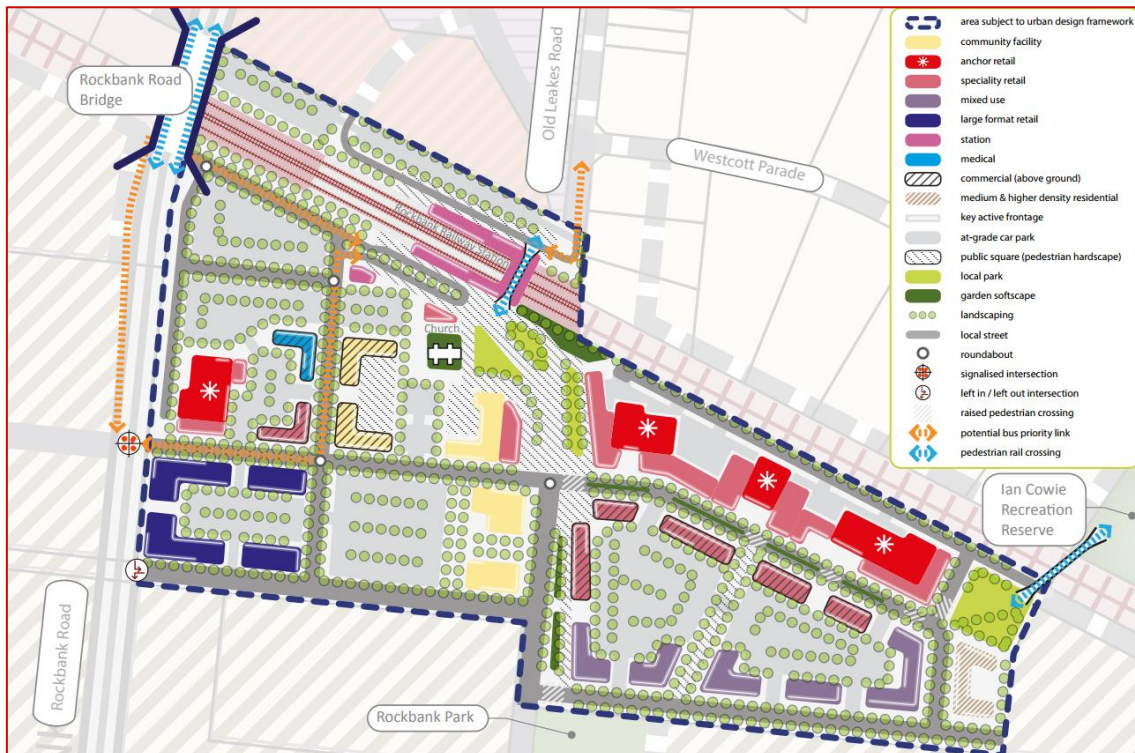 Rockbank Road
Bridge
Old Leakes Road
Westcott Parade
Rockbank Railway Station
Church
Ian Cowie
Recreation
Reserve
Rockbank Road
Rockbank Park
area subject to urban design framework
community facility
anchor retail
speciality retail
mixed use
large format retail
station
medical
commercial (above ground)
medium & higher density residential
key active frontage
at-grade car park
public square (pedestrian hardscape)
local park
garden softscape
landscaping
local street
roundabout
signalised intersection
left in / left out intersection
raised pedestrian crossing
potential bus priority link
pedestrian rail crossing